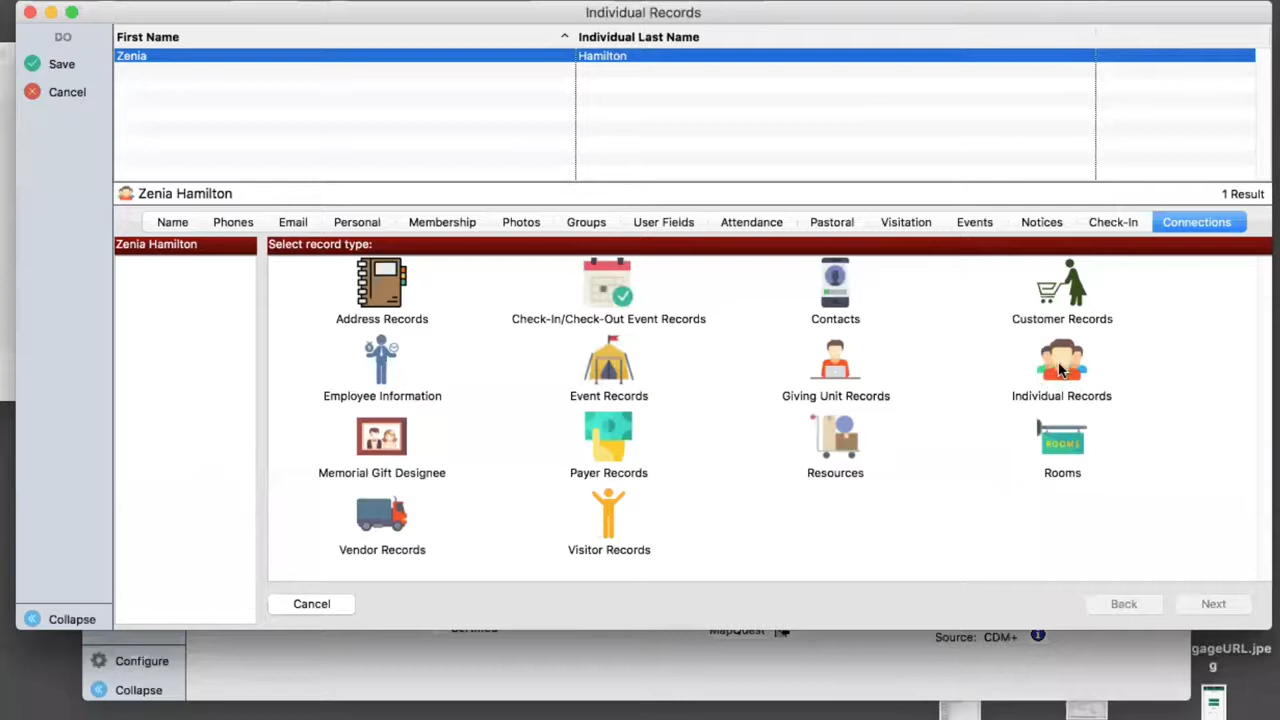 Individual Records
DO
Save
Cancel
First Name
Individual Last Name
Zenia
Hamilton
Zenia Hamilton
1 Result
Name
Phones
Email
Personal
Membership
Photos
Groups
User Fields
Attendance
Pastoral
Visitation
Events
Notices
Check-In
Connections
Zenia Hamilton
Select record type:
Address Records
Check-In/Check-Out Event Records
Contacts
Customer Records
Employee Information
Event Records
Giving Unit Records
Individual Records
ROOMS
Memorial Gift Designee
Payer Records
Resources
Rooms
Vendor Records
Visitor Records
Cancel
Back
Next
Collapse
MapQuest
Source: CDM+
Configure
Collapse
gageURL.jpe
g